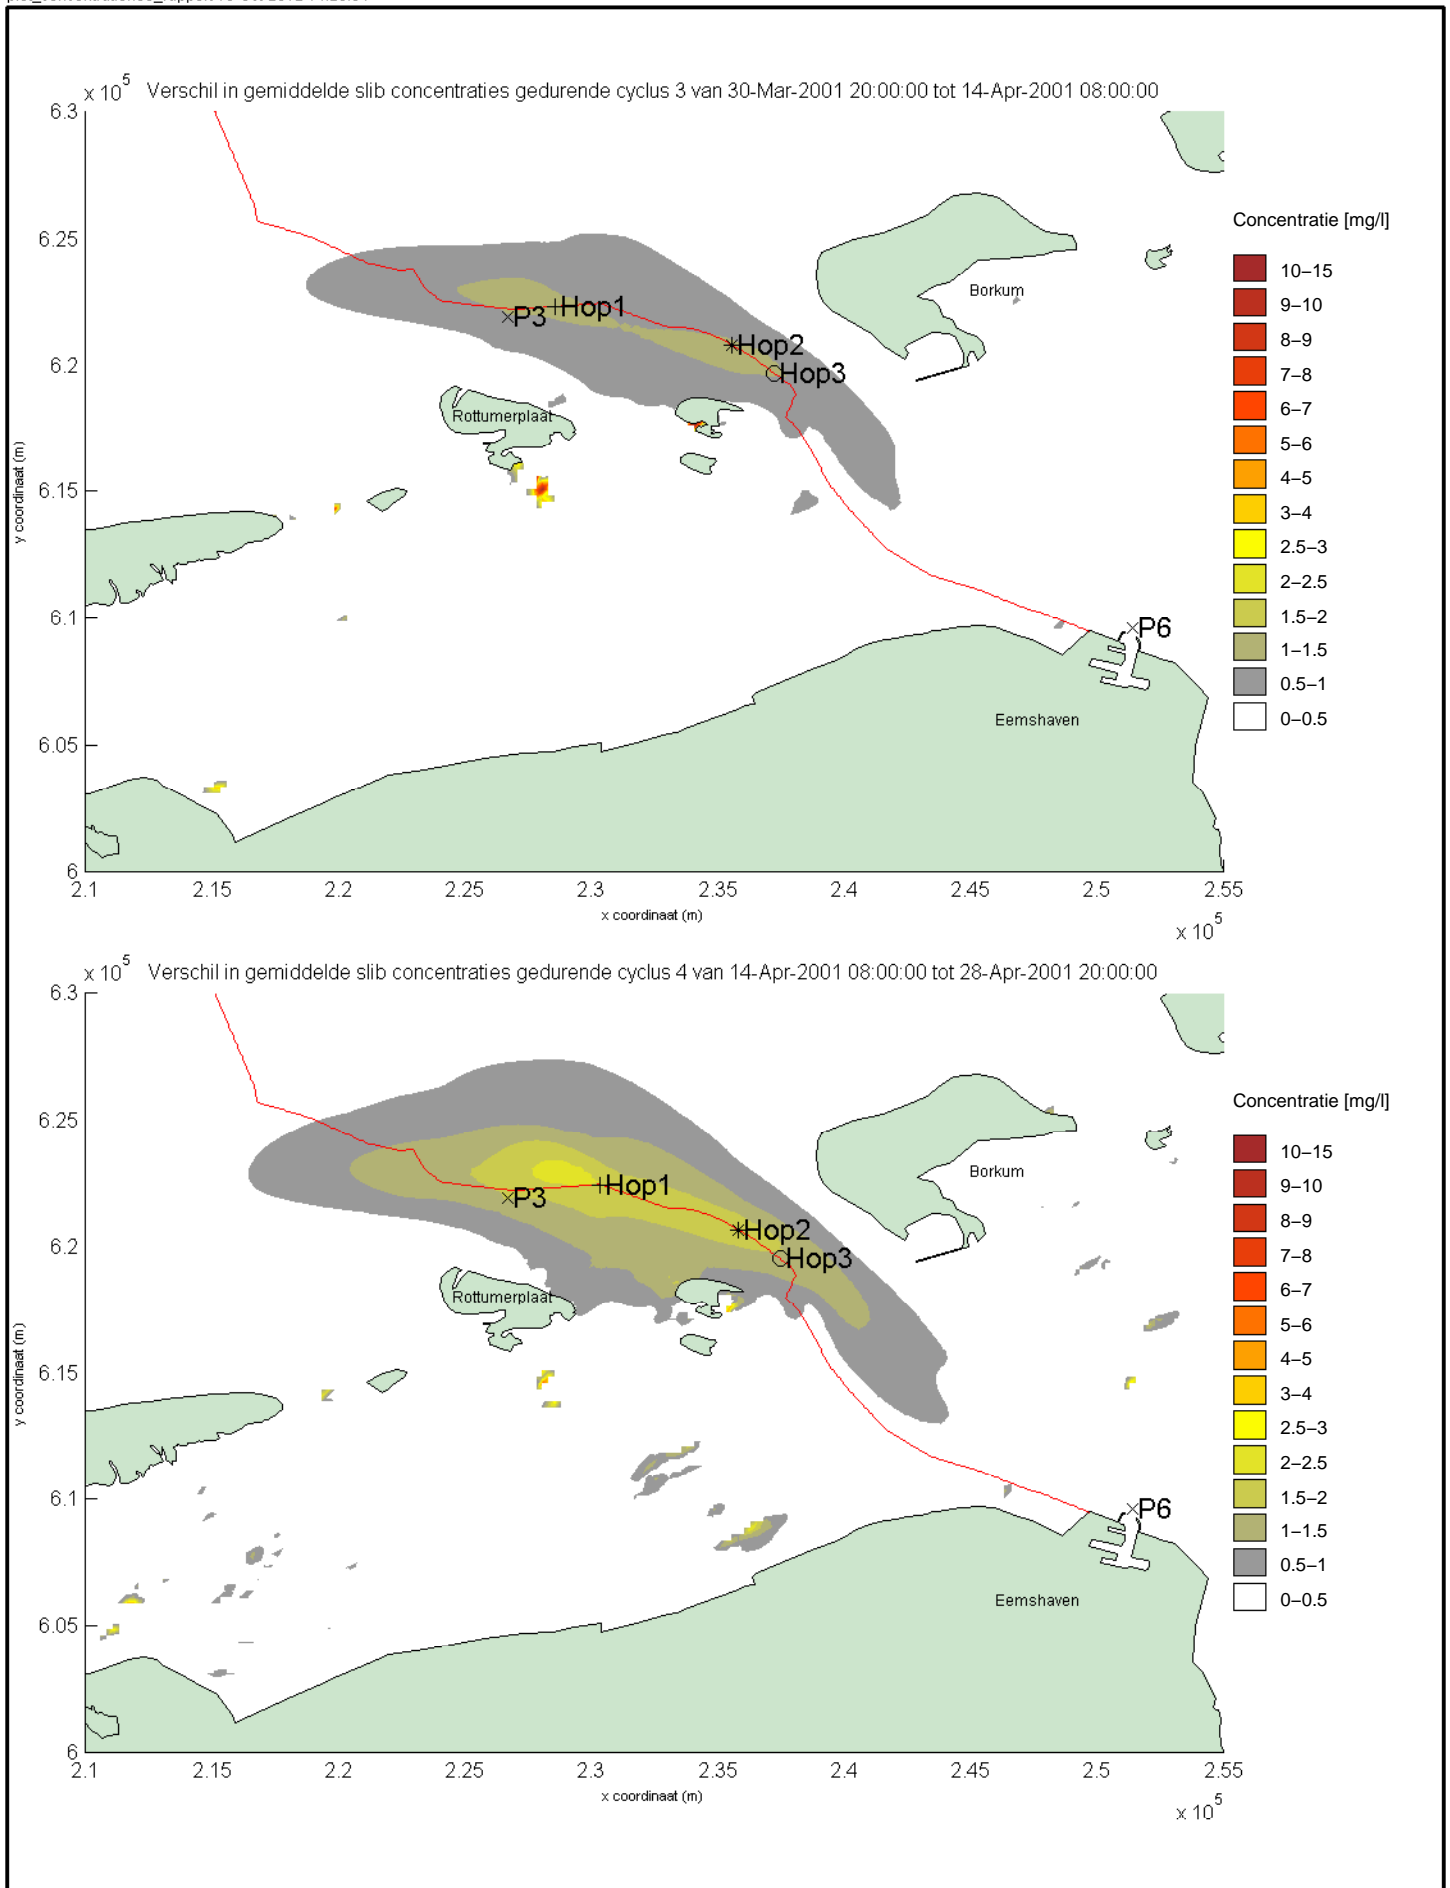 x 10^5 Verschil in gemiddelde slib concentraties gedurende cyclus 3 van 30-Mar-2001 20:00:00 tot 14-Apr-2001 08:00:00
6.3
6.25
6.2
6.15
6.1
6.05
6
y coordinaat (m)
Borkum
Hop1
P3
Hop2
Hop3
Rottumerplaat
P6
Eemshaven
2.1 2.15 2.2 2.25 2.3 2.35 2.4 2.45 2.5 2.55
x coordinaat (m)
x 10^5
Concentratie [mg/l]
10–15
9–10
8–9
7–8
6–7
5–6
4–5
3–4
2.5–3
2–2.5
1.5–2
1–1.5
0.5–1
0–0.5
x 10^5 Verschil in gemiddelde slib concentraties gedurende cyclus 4 van 14-Apr-2001 08:00:00 tot 28-Apr-2001 20:00:00
6.3
6.25
6.2
6.15
6.1
6.05
6
y coordinaat (m)
Borkum
Hop1
P3
Hop2
Hop3
Rottumerplaat
P6
Eemshaven
2.1 2.15 2.2 2.25 2.3 2.35 2.4 2.45 2.5 2.55
x coordinaat (m)
x 10^5
Concentratie [mg/l]
10–15
9–10
8–9
7–8
6–7
5–6
4–5
3–4
2.5–3
2–2.5
1.5–2
1–1.5
0.5–1
0–0.5